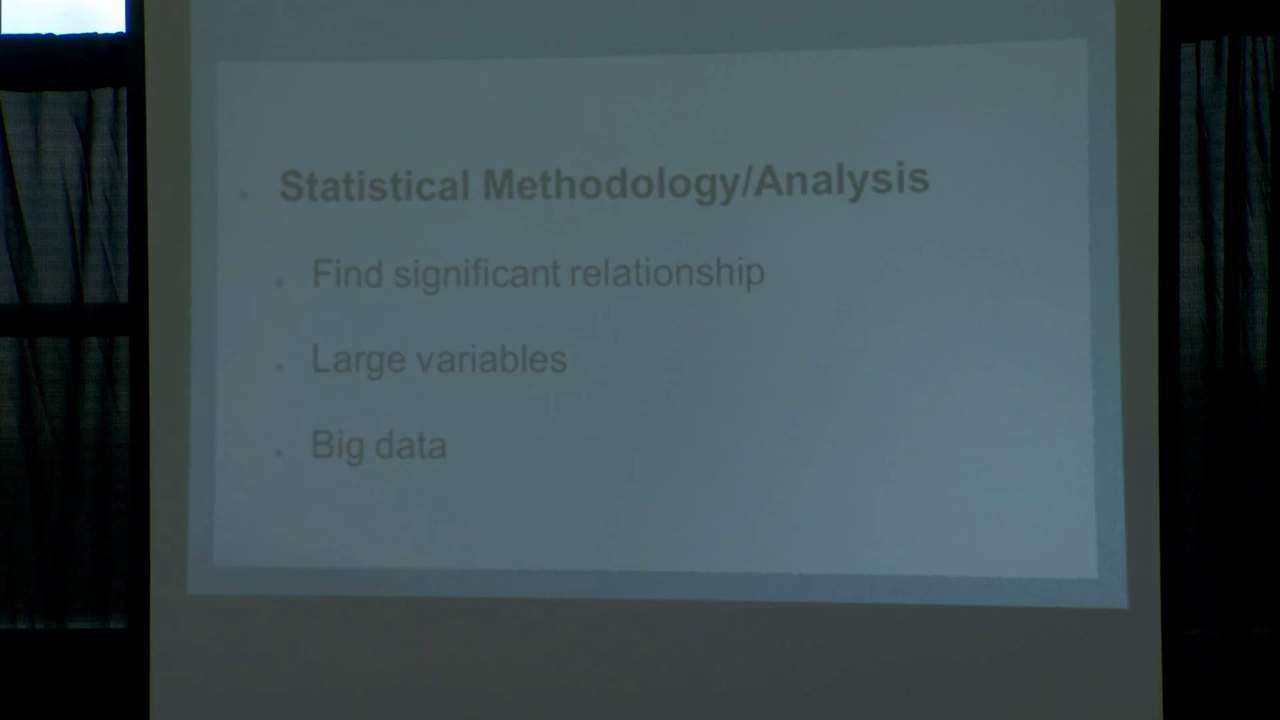 Statistical Methodology/Analysis
Find significant relationship
Large variables
Big data